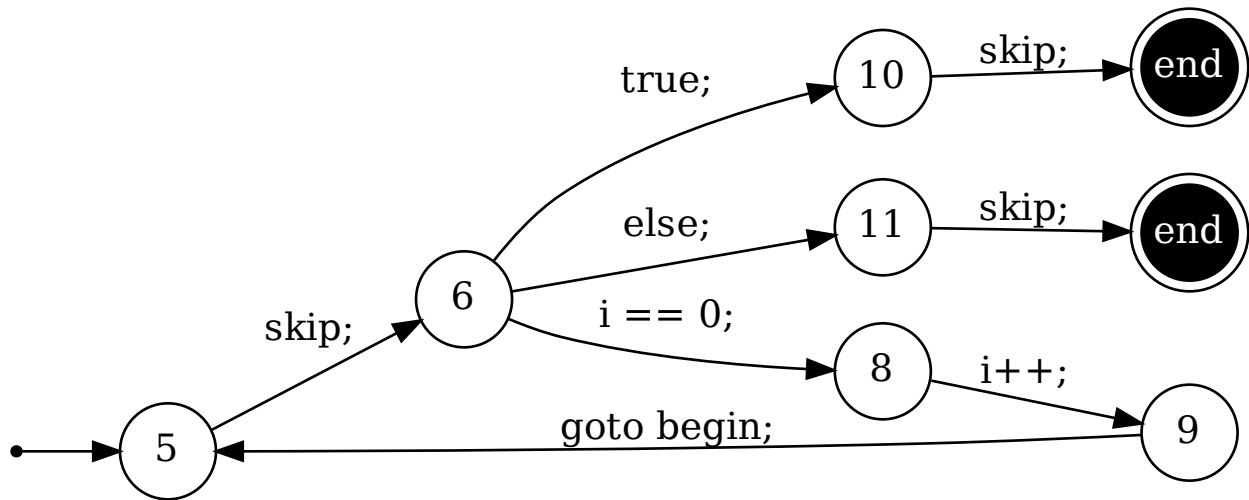 true;
10
skip;
end
else;
11
skip;
end
6
i == 0;
skip;
8
i++;
goto begin;
9
5